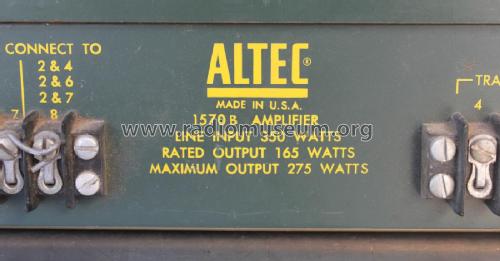 CONNECT TO
2 & 4
2 & 6
2 & 7
7 8
ALTEC®
MADE IN U.S.A.
1570 B AMPLIFIER
LINE INPUT 550 WATTS
RATED OUTPUT 165 WATTS
MAXIMUM OUTPUT 275 WATTS
TRA
4
© www.radiomuseum.org